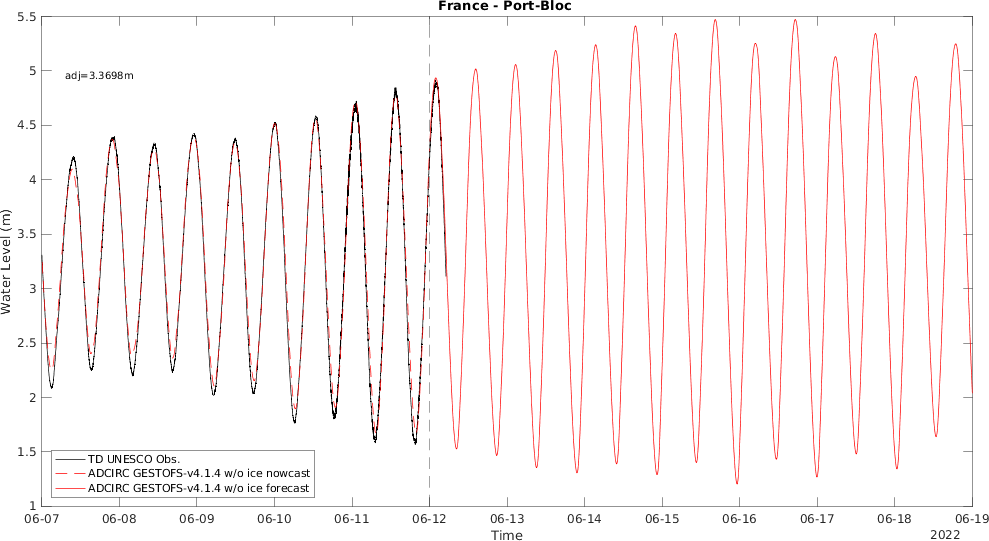 France - Port-Bloc
5.5
5
4.5
4
3.5
3
2.5
2
1.5
1
Water Level (m)
adj=3.3698m
TD UNESCO Obs.
ADCIRC GESTOFS-v4.1.4 w/o ice nowcast
ADCIRC GESTOFS-v4.1.4 w/o ice forecast
06-07 06-08 06-09 06-10 06-11 06-12 06-13 06-14 06-15 06-16 06-17 06-18 06-19
Time
2022